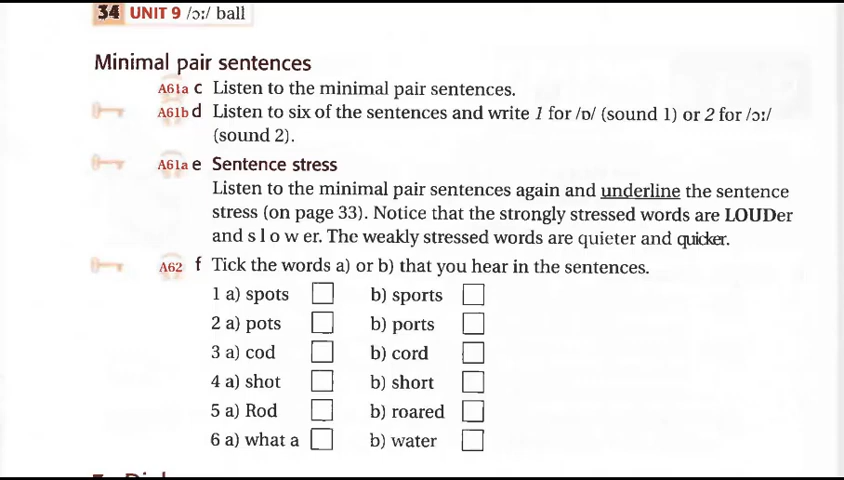 34 UNIT 9 /ɔː/ ball
Minimal pair sentences
A61a c Listen to the minimal pair sentences.
A61b d Listen to six of the sentences and write 1 for /ɒ/ (sound 1) or 2 for /ɔː/
(sound 2).
A61a e Sentence stress
Listen to the minimal pair sentences again and underline the sentence
stress (on page 33). Notice that the strongly stressed words are LOUDer
and s l o w er. The weakly stressed words are quieter and quicker.
A62 f Tick the words a) or b) that you hear in the sentences.
1 a) spots b) sports
2 a) pots b) ports
3 a) cod b) cord
4 a) shot b) short
5 a) Rod b) roared
6 a) what a b) water